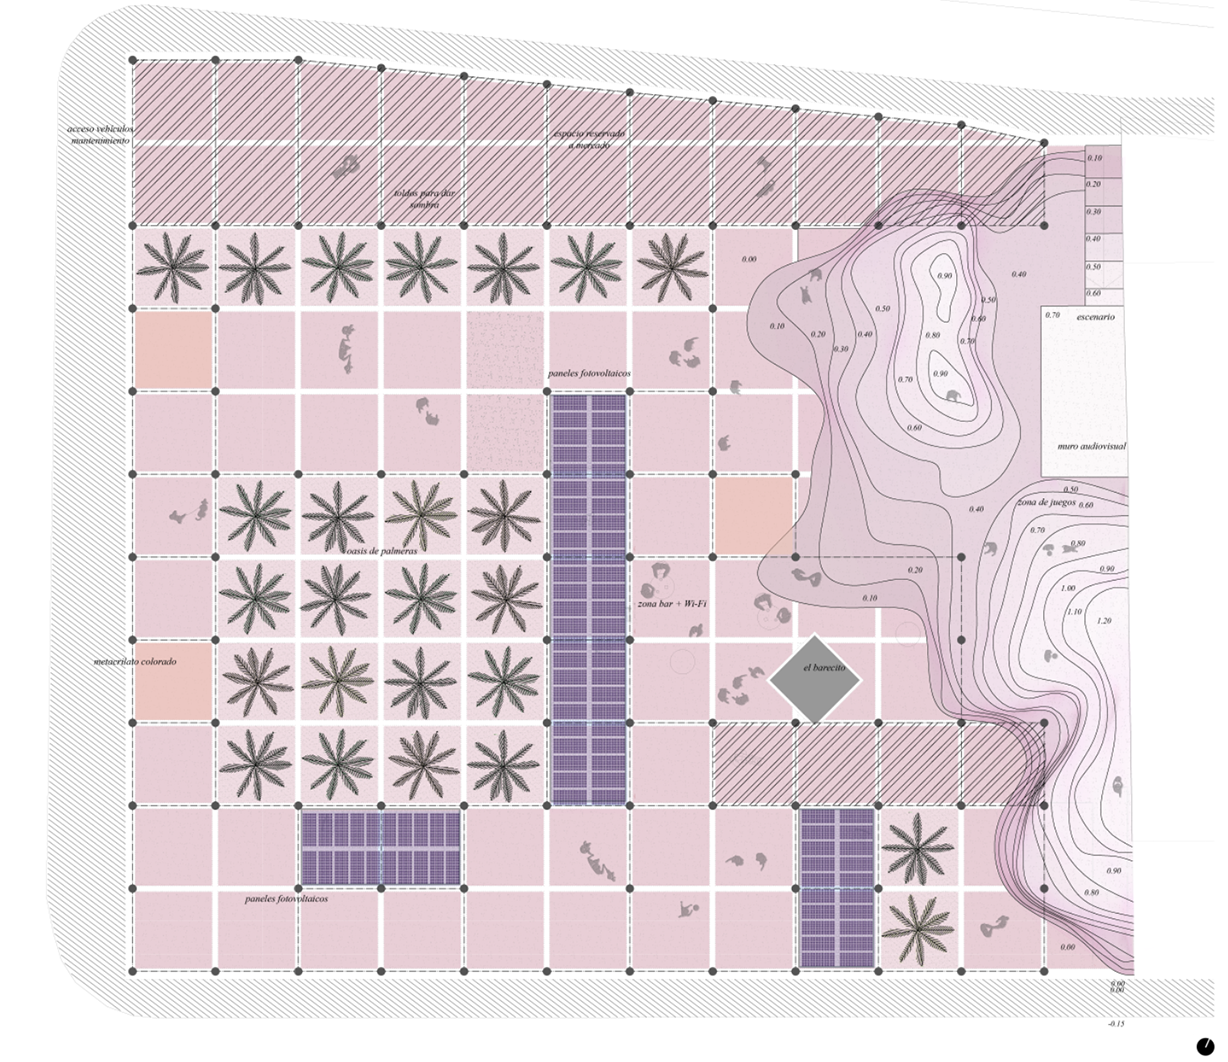 acceso vehículos
mantenimiento
espacio reservado
a mercado
toldos para dar
sombra
0.10
0.20
0.30
0.40
0.50
0.60
0.00
0.40
0.90
0.50
0.50
0.60
0.10
0.20
0.30
0.40
0.80
0.70
0.70
escenario
paneles fotovoltaicos
0.70
0.90
0.60
muro audiovisual
0.50
zona de juegos
0.60
0.40
0.70
0.80
oasis de palmeras
0.20
0.90
zona bar + Wi-Fi
0.10
1.00
1.10
1.20
metacrilato colorado
el barecito
0.90
0.80
paneles fotovoltaicos
0.00
0.00
0.00
-0.15